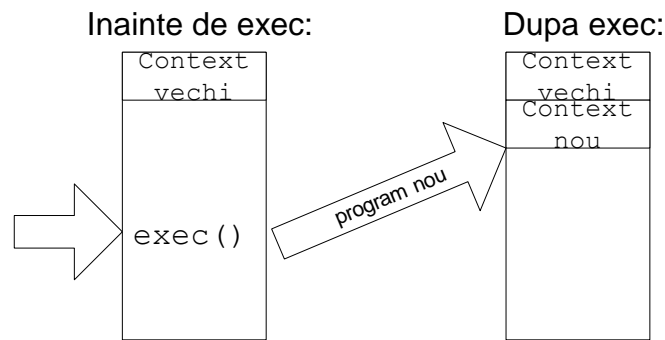 Inainte de exec:
Dupa exec:
Context
vechi
exec()
program nou
Context
vechi
Context
nou